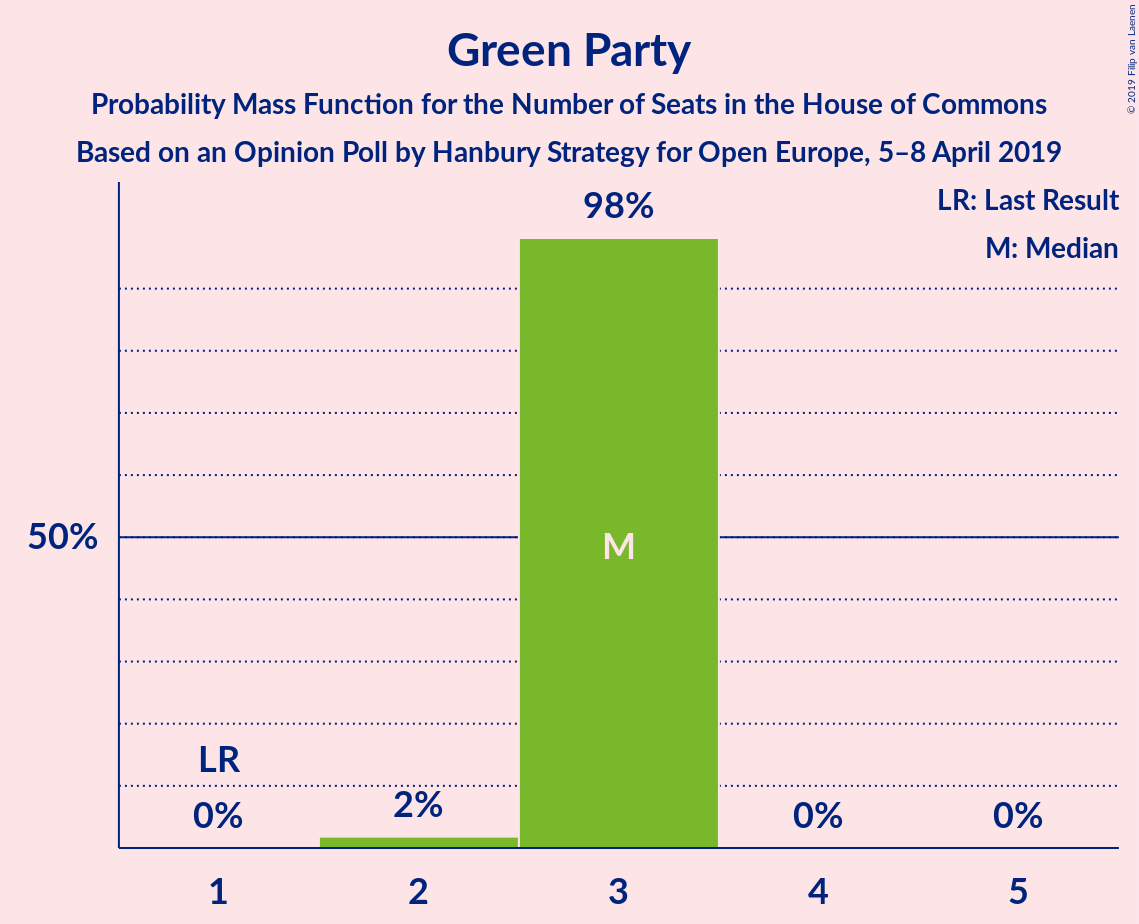 Green Party
Probability Mass Function for the Number of Seats in the House of Commons
Based on an Opinion Poll by Hanbury Strategy for Open Europe, 5–8 April 2019
© 2019 Filip van Laenen
LR: Last Result
M: Median
98%
50%
M
LR
0%
2%
0%
0%
1 2 3 4 5